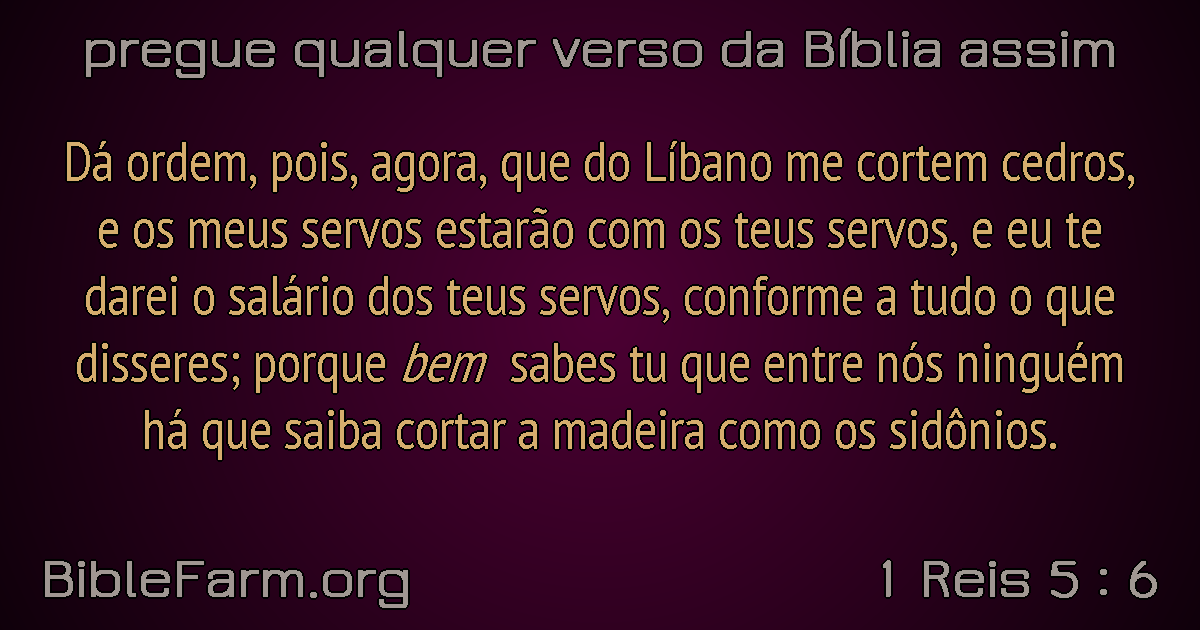 pregue qualquer verso da Bíblia assim
Dá ordem, pois, agora, que do Líbano me cortem cedros,
e os meus servos estarão com os teus servos, e eu te
darei o salário dos teus servos, conforme a tudo o que
disseres; porque bem sabes tu que entre nós ninguém
há que saiba cortar a madeira como os sidônios.
BibleFarm.org
1 Reis 5 : 6